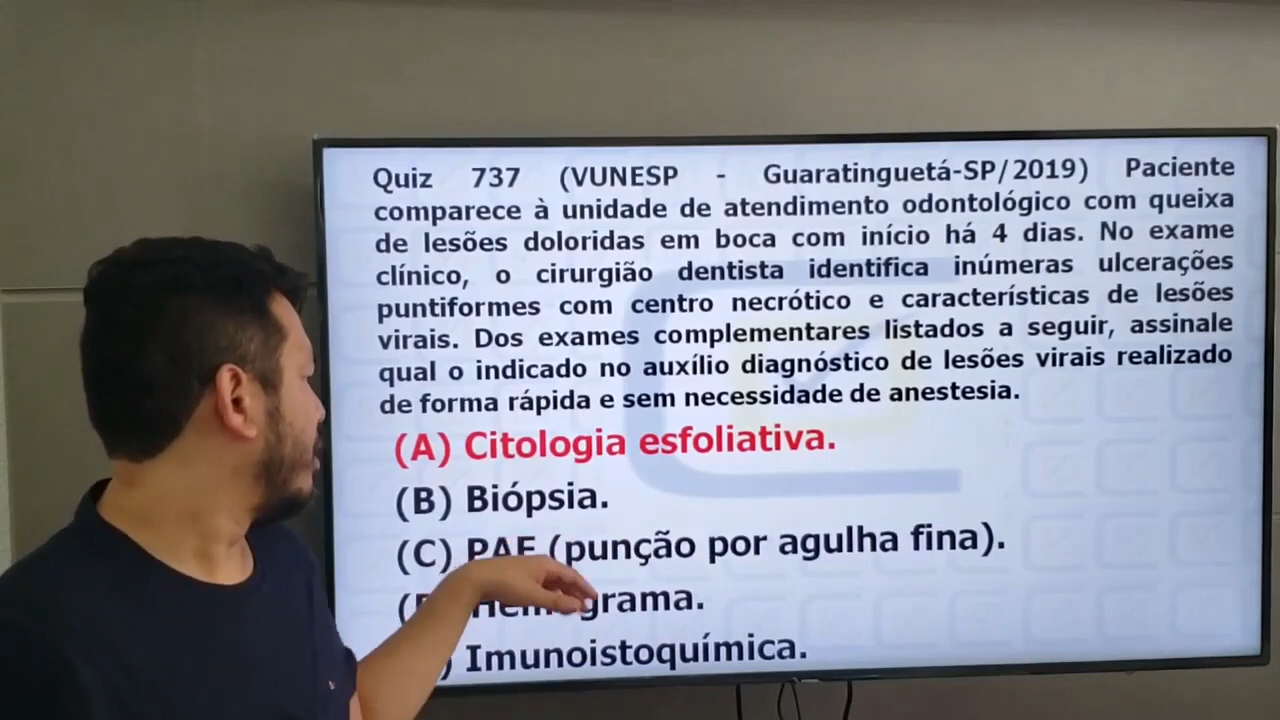 Quiz 737 (VUNESP - Guaratinguetá-SP/2019) Paciente
comparece à unidade de atendimento odontológico com queixa
de lesões doloridas em boca com início há 4 dias. No exame
clínico, o cirurgião dentista identifica inúmeras ulcerações
puntiformes com centro necrótico e características de lesões
virais. Dos exames complementares listados a seguir, assinale
qual o indicado no auxílio diagnóstico de lesões virais realizado
de forma rápida e sem necessidade de anestesia.
(A) Citologia esfoliativa.
(B) Biópsia.
(C) PAF (punção por agulha fina).
Hemograma.
) Imunoistoquímica.